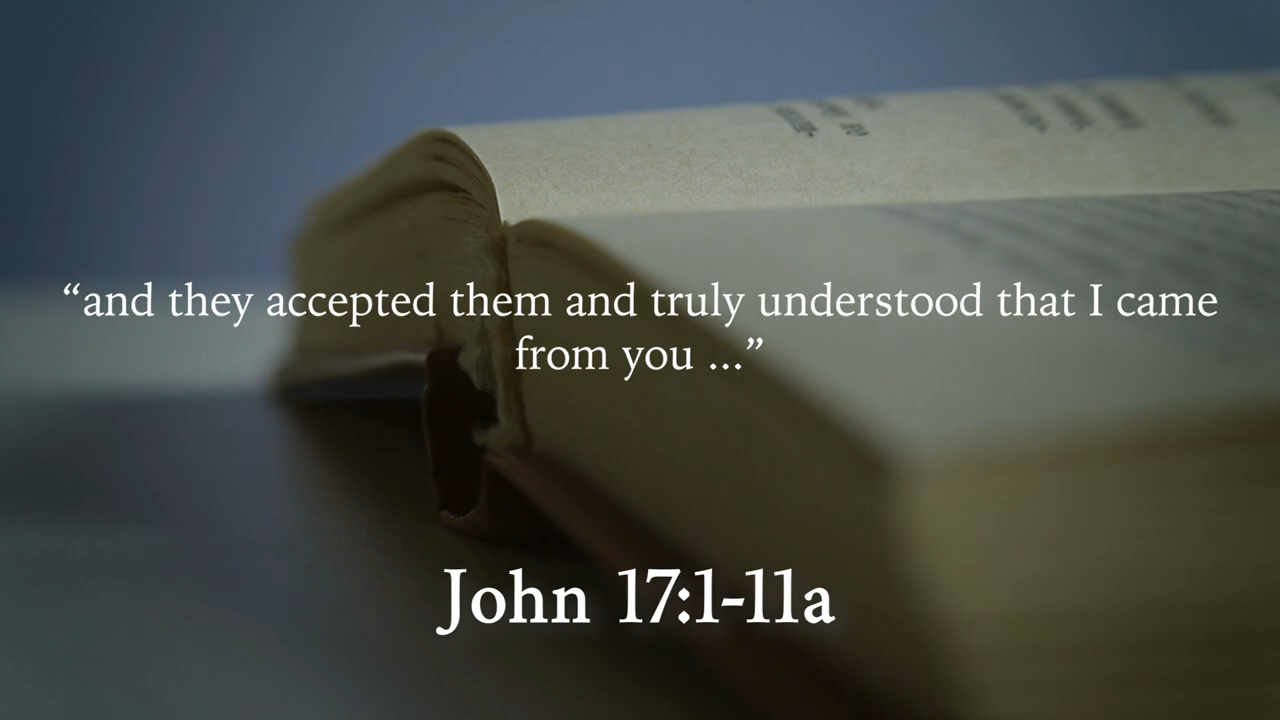 “and they accepted them and truly understood that I came
from you ...”
John 17:1-11a